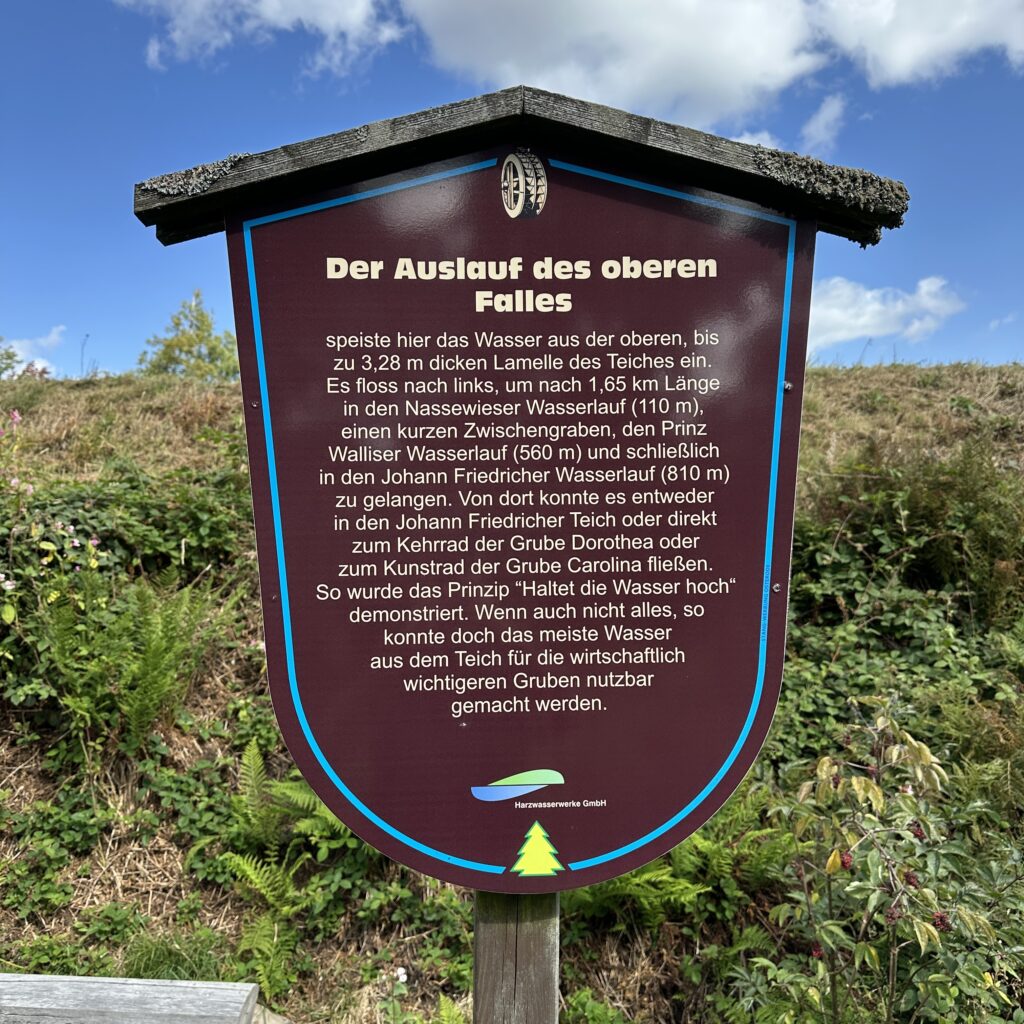 Der Auslauf des oberen
Falles
speiste hier das Wasser aus der oberen, bis
zu 3,28 m dicken Lamelle des Teiches ein.
Es floss nach links, um nach 1,65 km Länge
in den Nassewieser Wasserlauf (110 m),
einen kurzen Zwischengraben, den Prinz
Walliser Wasserlauf (560 m) und schließlich
in den Johann Friedricher Wasserlauf (810 m)
zu gelangen. Von dort konnte es entweder
in den Johann Friedricher Teich oder direkt
zum Kehrrad der Grube Dorothea oder
zum Kunstrad der Grube Carolina fließen.
So wurde das Prinzip “Haltet die Wasser hoch“
demonstriert. Wenn auch nicht alles, so
konnte doch das meiste Wasser
aus dem Teich für die wirtschaftlich
wichtigeren Gruben nutzbar
gemacht werden.
Harzwasserwerke GmbH